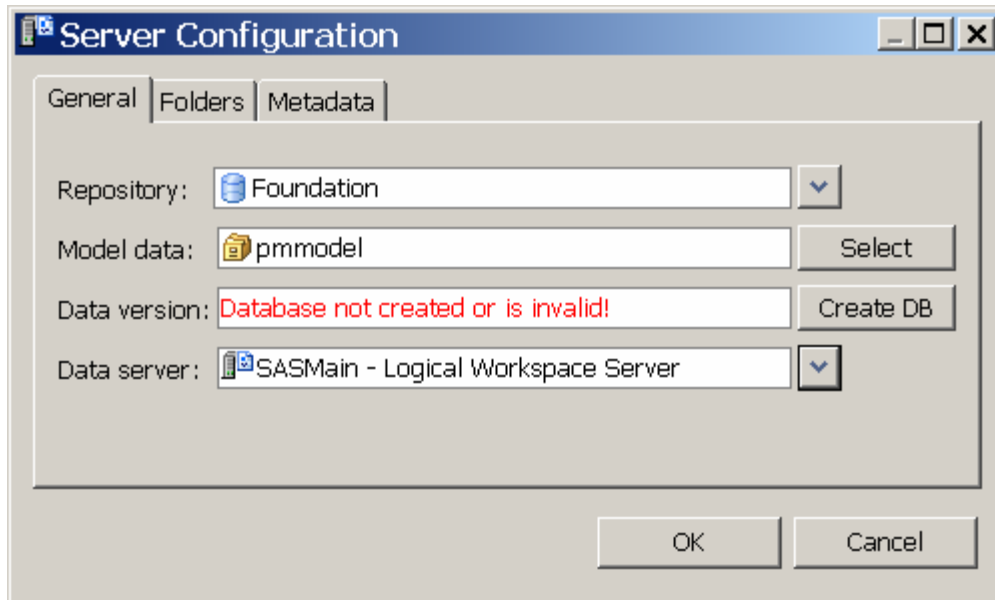 Server Configuration
General Folders Metadata
Repository: Foundation
Model data: pmmodel Select
Data version: Database not created or is invalid! Create DB
Data server: SASMain - Logical Workspace Server
OK Cancel